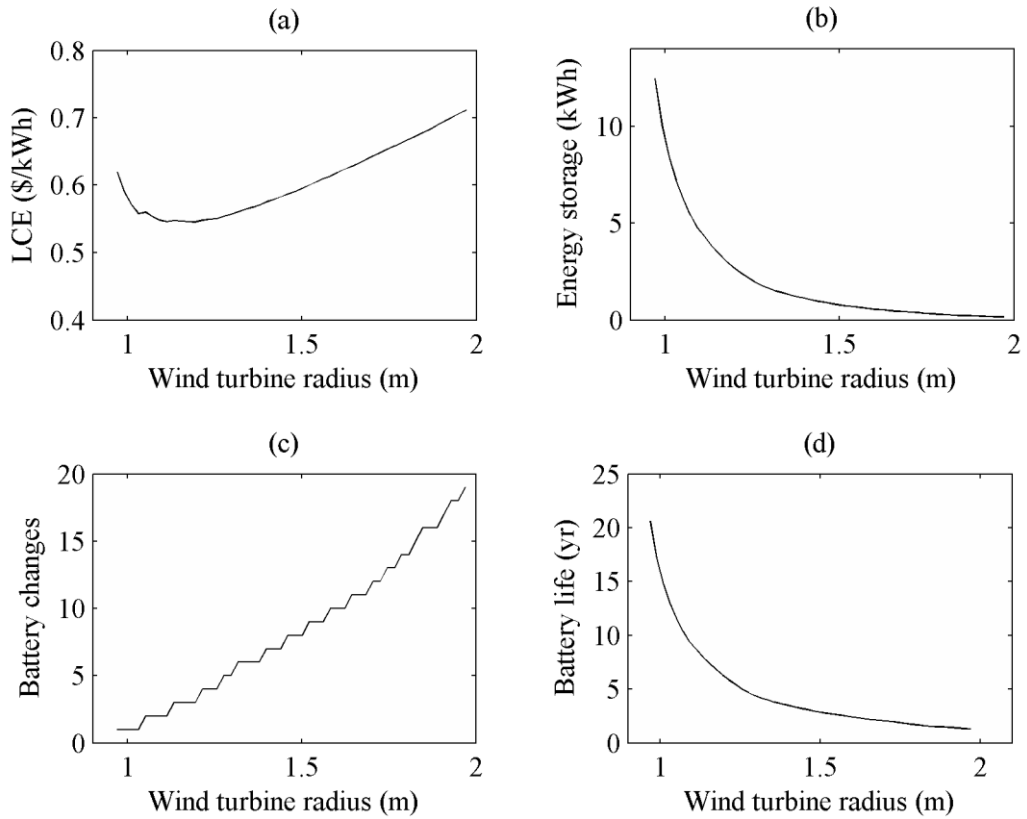 (a)
0.8
0.7
0.6
0.5
0.4
LCE ($/kWh)
1 1.5 2
Wind turbine radius (m)
(b)
10
5
0
Energy storage (kWh)
1 1.5 2
Wind turbine radius (m)
(c)
20
15
10
5
0
Battery changes
1 1.5 2
Wind turbine radius (m)
(d)
25
20
15
10
5
0
Battery life (yr)
1 1.5 2
Wind turbine radius (m)